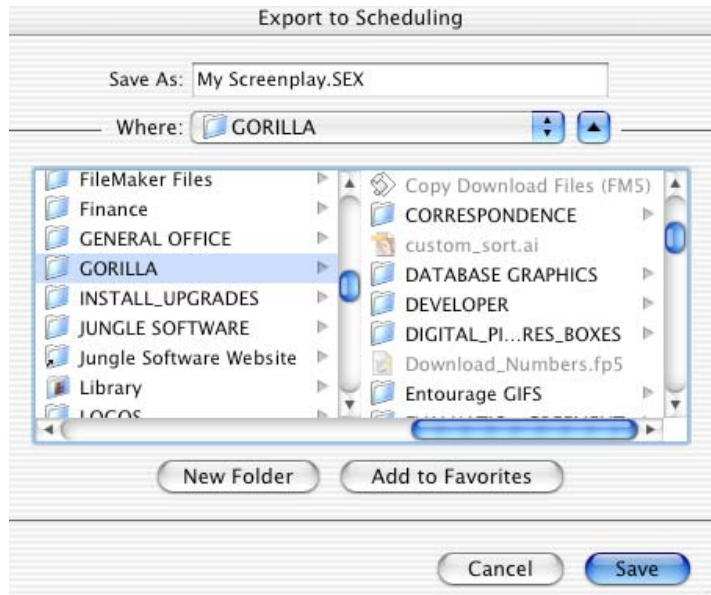 Export to Scheduling
Save As: My Screenplay.SEX
Where: GORILLA
FileMaker Files
Finance
GENERAL OFFICE
GORILLA
INSTALL_UPGRADES
JUNGLE SOFTWARE
Jungle Software Website
Library
LOGOS
Copy Download Files (FM5)
CORRESPONDENCE
custom_sort.ai
DATABASE GRAPHICS
DEVELOPER
DIGITAL_PI...RES_BOXES
Download_Numbers.fp5
Entourage GIFS
New Folder
Add to Favorites
Cancel
Save